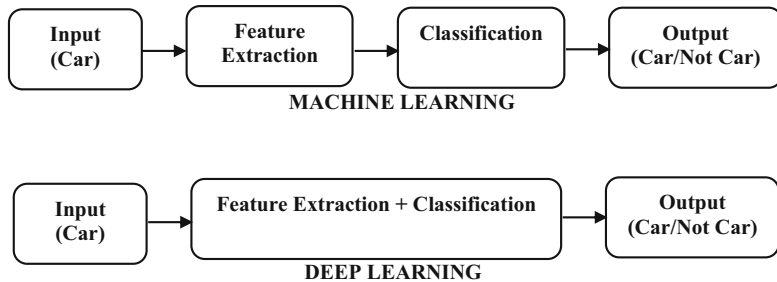 Input
(Car)
Feature
Extraction
Classification
Output
(Car/Not Car)
MACHINE LEARNING
Input
(Car)
Feature Extraction + Classification
Output
(Car/Not Car)
DEEP LEARNING